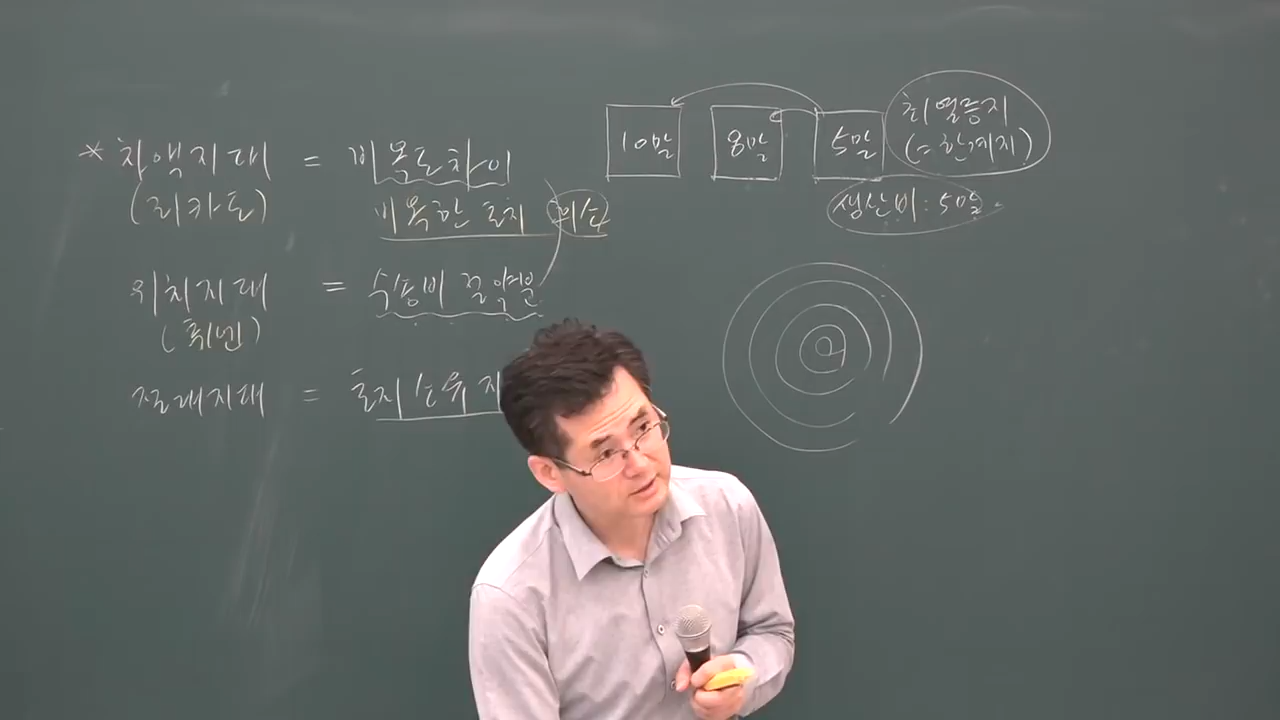 * 차액지대 = 비옥도차이
(리카도) 비옥한 토지 희소
위치지대 = 수송비 절약분
(튀넨)
절대지대 = 토지 소유 지
10만 8만 5만 최열등지
(=한계지)
생산비:5만